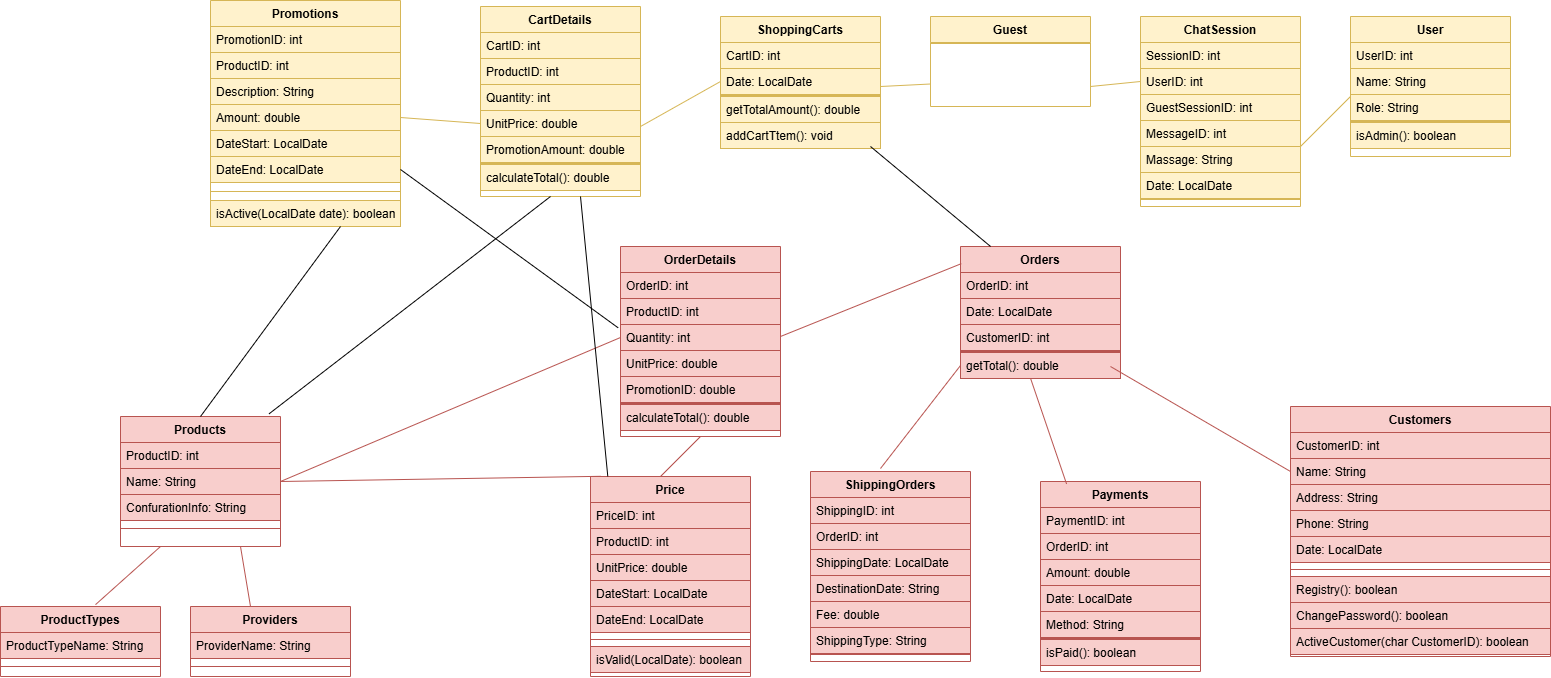 Promotions
PromotionID: int
ProductID: int
Description: String
Amount: double
DateStart: LocalDate
DateEnd: LocalDate
isActive(LocalDate date): boolean
CartDetails
CartID: int
ProductID: int
Quantity: int
UnitPrice: double
PromotionAmount: double
calculateTotal(): double
ShoppingCarts
CartID: int
Date: LocalDate
getTotalAmount(): double
addCartTtem(): void
Guest
ChatSession
SessionID: int
UserID: int
GuestSessionID: int
MessageID: int
Massage: String
Date: LocalDate
User
UserID: int
Name: String
Role: String
isAdmin(): boolean
OrderDetails
OrderID: int
ProductID: int
Quantity: int
UnitPrice: double
PromotionID: double
calculateTotal(): double
Orders
OrderID: int
Date: LocalDate
CustomerID: int
getTotal(): double
Products
ProductID: int
Name: String
ConfurationInfo: String
Price
PriceID: int
ProductID: int
UnitPrice: double
DateStart: LocalDate
DateEnd: LocalDate
isValid(LocalDate): boolean
ShippingOrders
ShippingID: int
OrderID: int
ShippingDate: LocalDate
DestinationDate: String
Fee: double
ShippingType: String
Payments
PaymentID: int
OrderID: int
Amount: double
Date: LocalDate
Method: String
isPaid(): boolean
Customers
CustomerID: int
Name: String
Address: String
Phone: String
Date: LocalDate
Registry(): boolean
ChangePassword(): boolean
ActiveCustomer(char CustomerID): boolean
ProductTypes
ProductTypeName: String
Providers
ProviderName: String